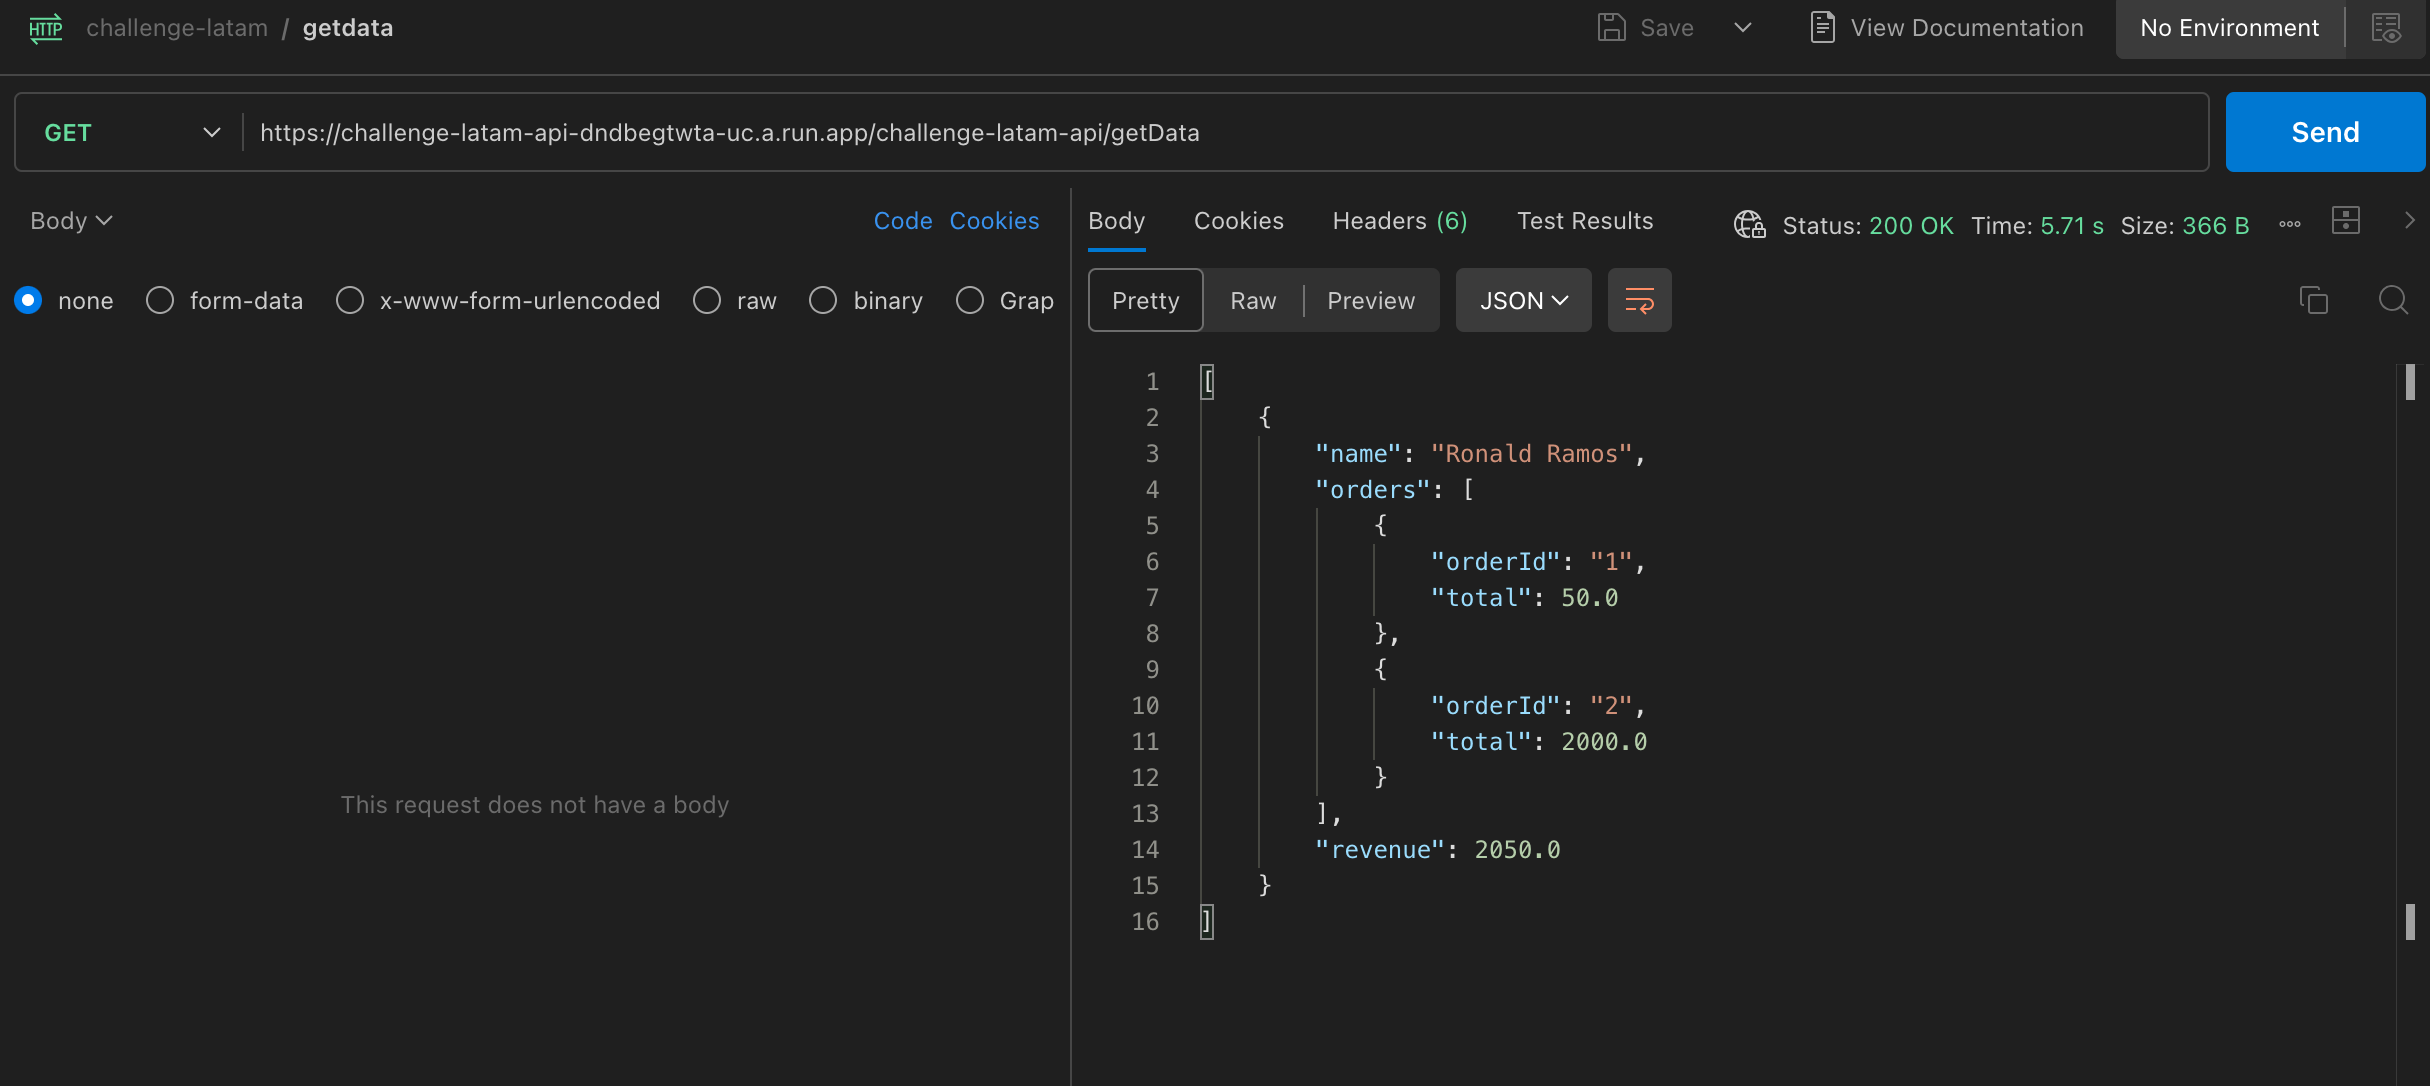 HTTP challenge-latam / getdata Save View Documentation No Environment
GET https://challenge-latam-api-dndbegtwta-uc.a.run.app/challenge-latam-api/getData Send
Body Code Cookies
none form-data x-www-form-urlencoded raw binary Grap
This request does not have a body
Body Cookies Headers (6) Test Results Status: 200 OK Time: 5.71 s Size: 366 B
Pretty Raw Preview JSON
1 [
2 {
3 "name": "Ronald Ramos",
4 "orders": [
5 {
6 "orderId": "1",
7 "total": 50.0
8 },
9 {
10 "orderId": "2",
11 "total": 2000.0
12 }
13 ],
14 "revenue": 2050.0
15 }
16 ]